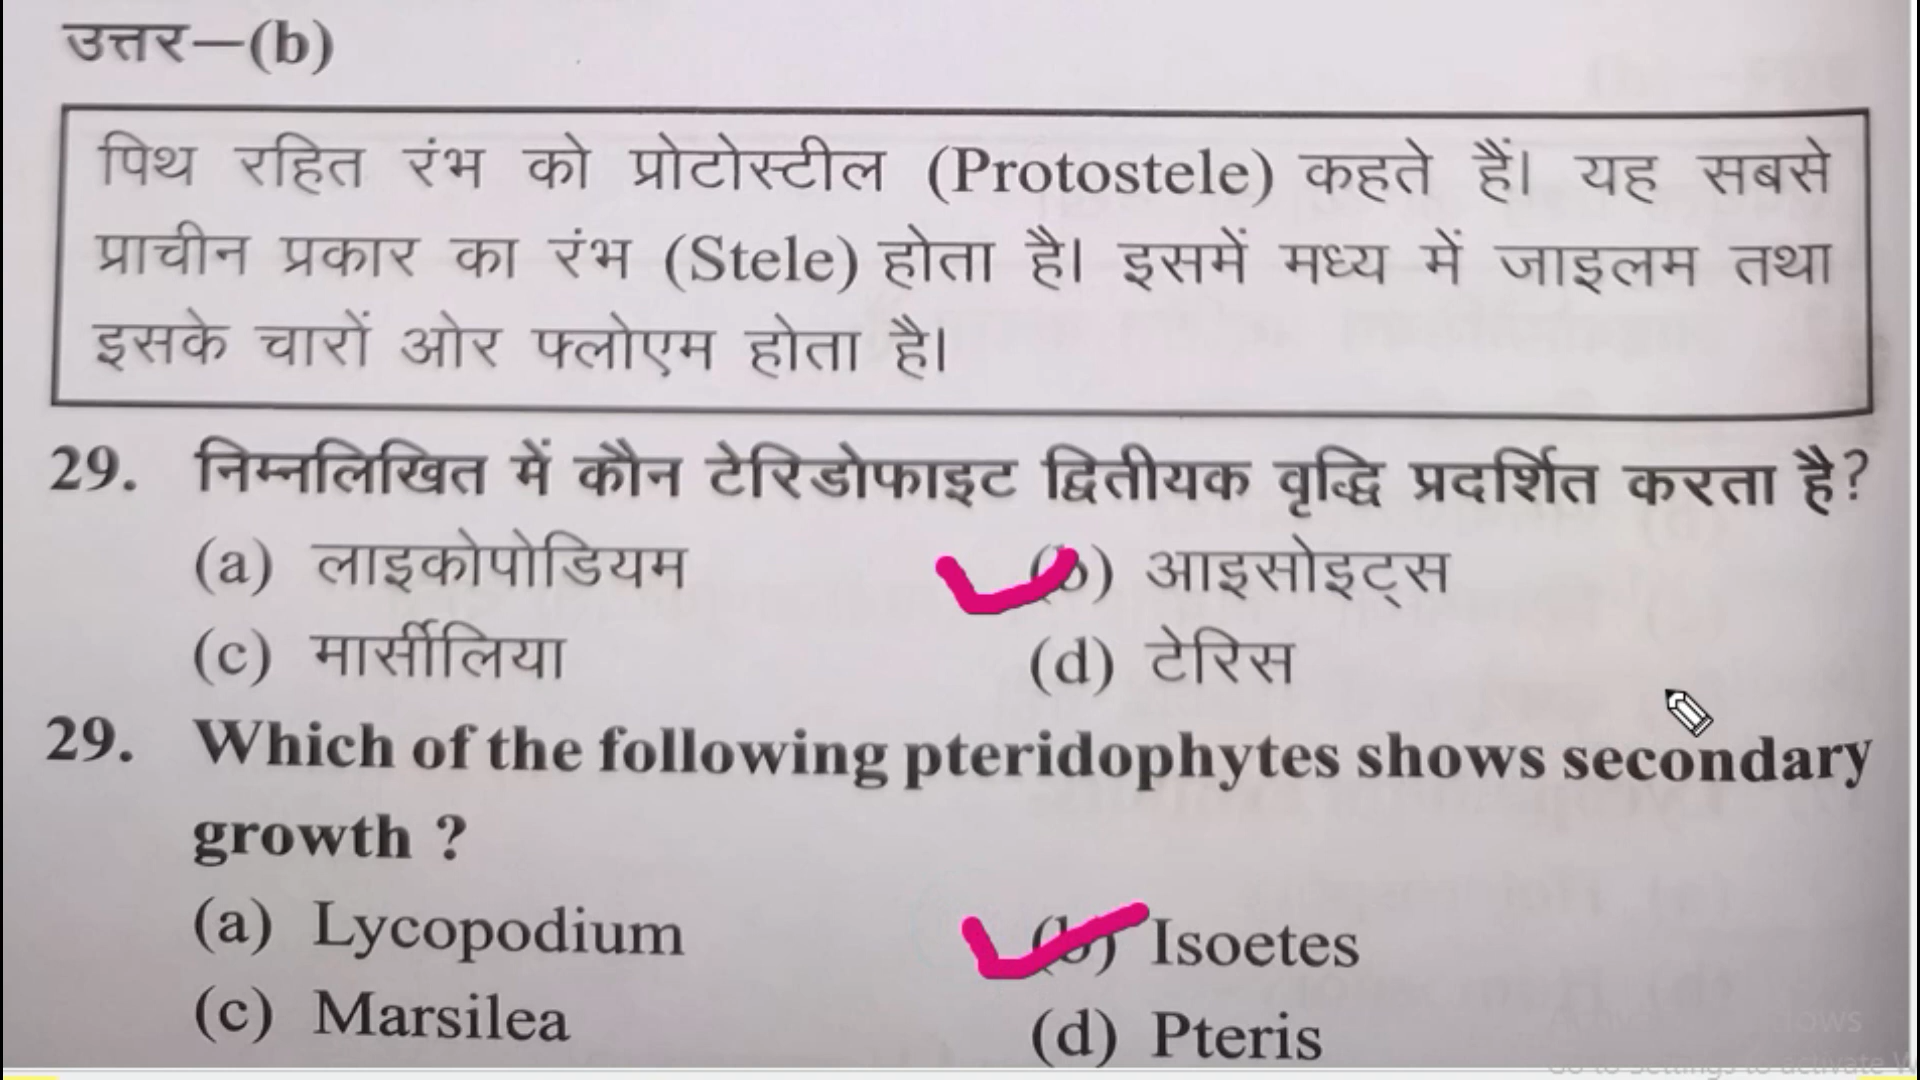 उत्तर—(b)
पिथ रहित रंभ को प्रोटोस्टील (Protostele) कहते हैं। यह सबसे
प्राचीन प्रकार का रंभ (Stele) होता है। इसमें मध्य में जाइलम तथा
इसके चारों ओर फ्लोएम होता है।
29. निम्नलिखित में कौन टेरिडोफाइट द्वितीयक वृद्धि प्रदर्शित करता है?
(a) लाइकोपोडियम (b) आइसोइट्स
(c) मार्सीलिया (d) टेरिस
29. Which of the following pteridophytes shows secondary
growth ?
(a) Lycopodium (b) Isoetes
(c) Marsilea (d) Pteris